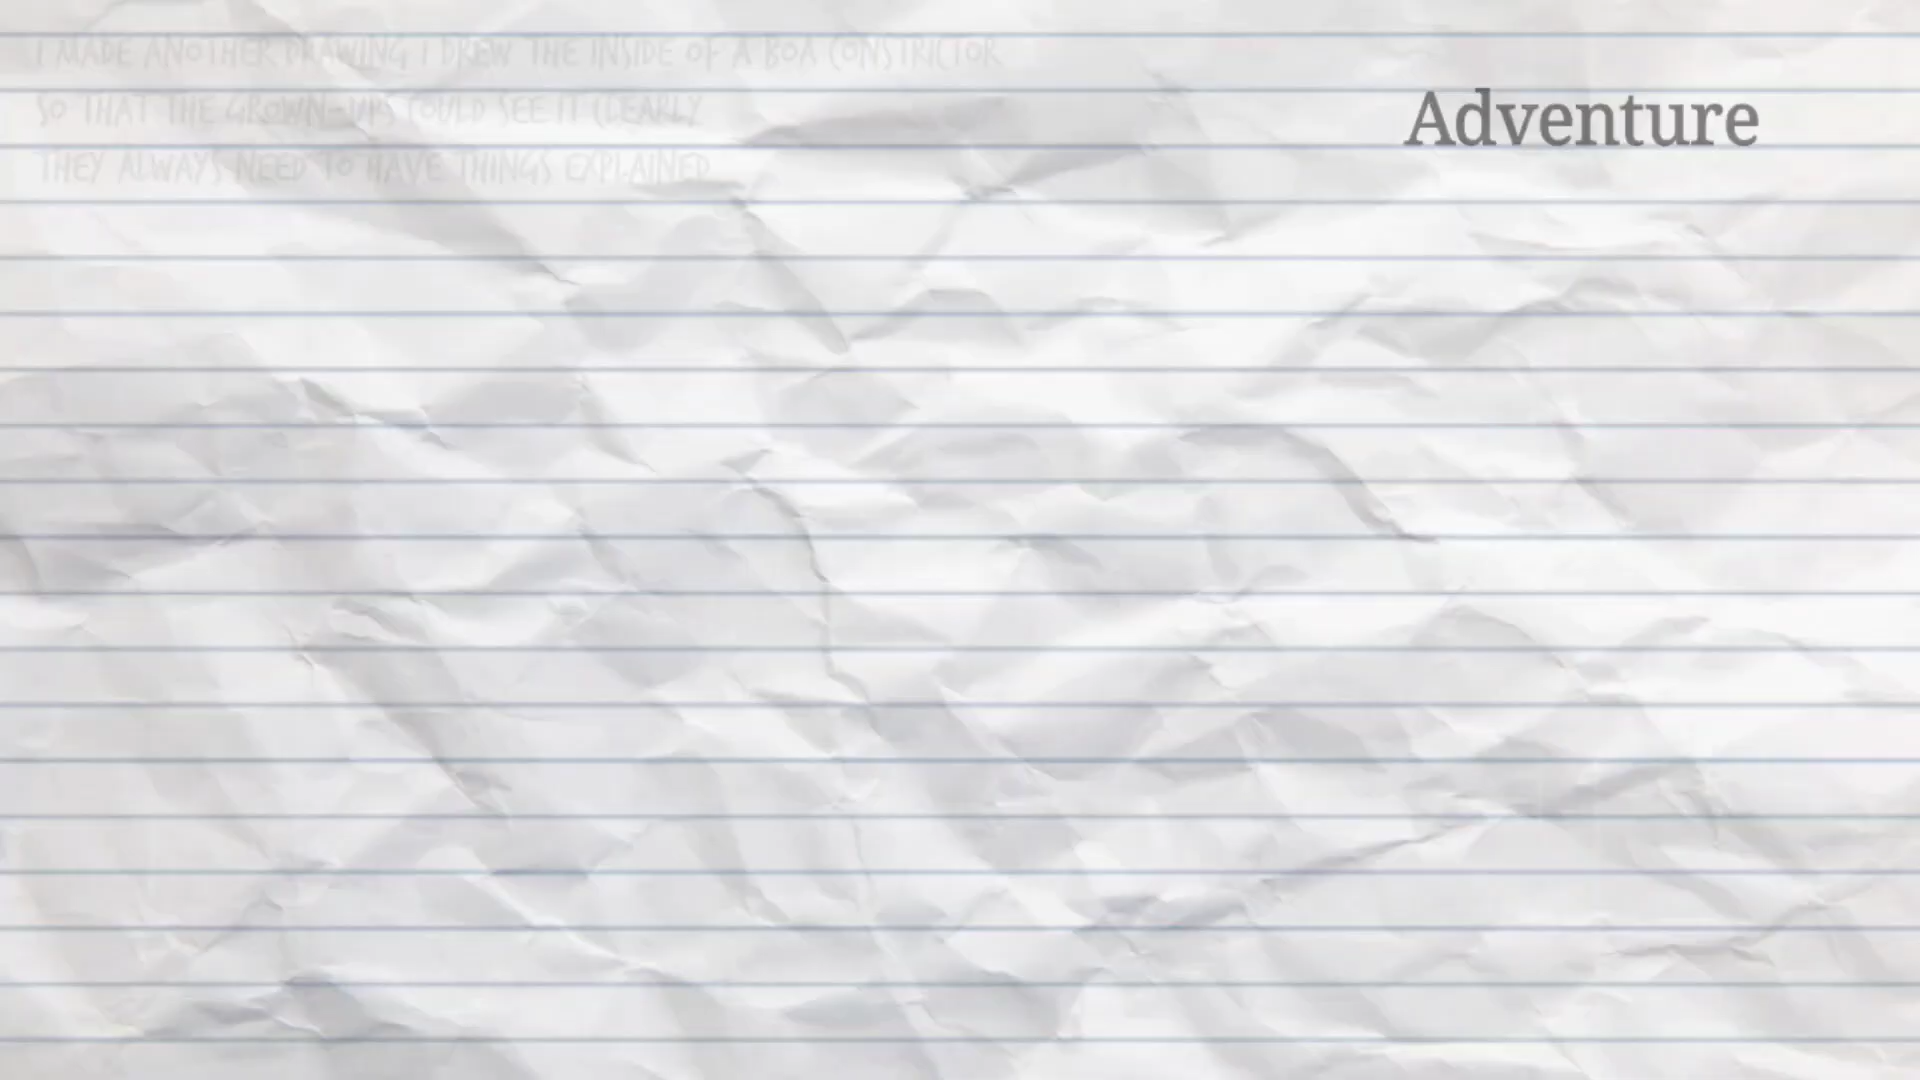 I MADE ANOTHER DRAWING I DREW THE INSIDE OF A BOA CONSTRICTOR
SO THAT THE GROWN-UPS COULD SEE IT CLEARLY
THEY ALWAYS NEED TO HAVE THINGS EXPLAINED
Adventure